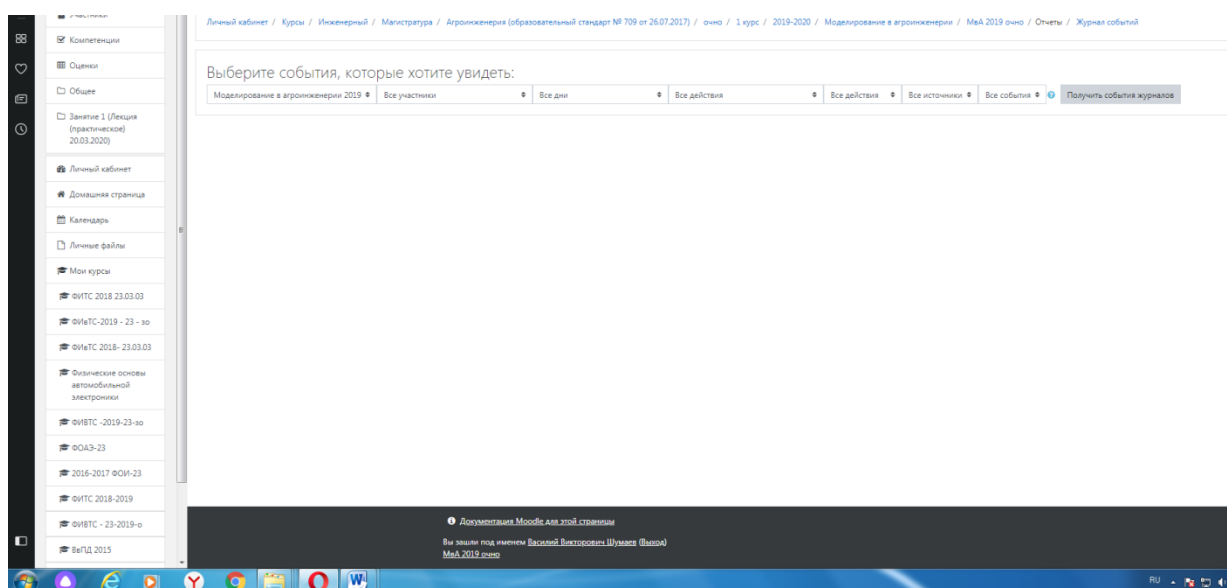 Участники
Компетенции
Оценки
Общее
Занятие 1 (Лекция
(практическое)
20.03.2020)
Личный кабинет
Домашняя страница
Календарь
Личные файлы
Мои курсы
ФИТС 2018 23.03.03
ФИвТС-2019 - 23 - зо
ФИвТС 2018- 23.03.03
Физические основы
автомобильной
электроники
ФИВТС -2019-23-зо
ФОАЭ-23
2016-2017 ФОИ-23
ФИТС 2018-2019
ФИВТС - 23-2019-о
ВвПД 2015
Личный кабинет / Курсы / Инженерный / Магистратура / Агроинженерия (образовательный стандарт № 709 от 26.07.2017) / очно / 1 курс / 2019-2020 / Моделирование в агроинженерии / МвА 2019 очно / Отчеты / Журнал событий
Выберите события, которые хотите увидеть:
Моделирование в агроинженерии 2019 Все участники Все дни Все действия Все действия Все источники Все события Получить события журналов
Документация Moodle для этой страницы
Вы зашли под именем Василий Викторович Шумаев (Выход)
МвА 2019 очно
RU